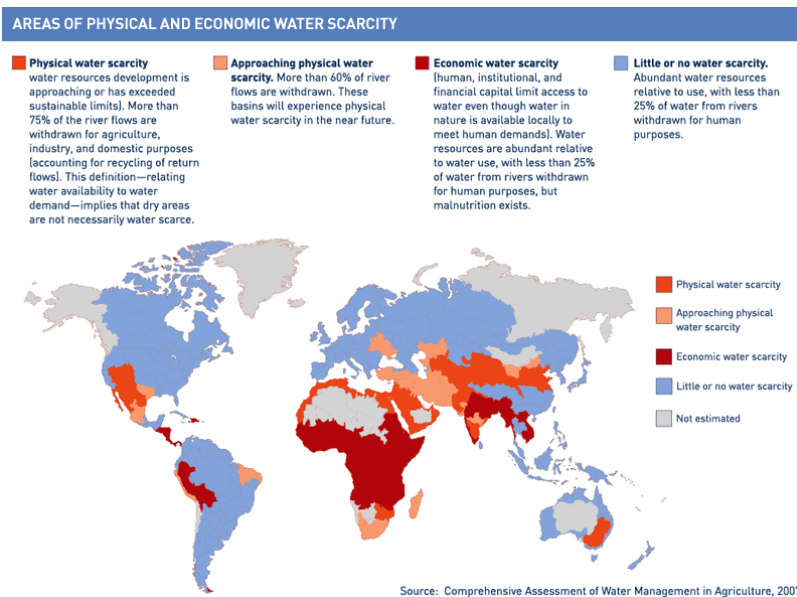 AREAS OF PHYSICAL AND ECONOMIC WATER SCARCITY
Physical water scarcity
water resources development is
approaching or has exceeded
sustainable limits). More than
75% of the river flows are
withdrawn for agriculture,
industry, and domestic purposes
(accounting for recycling of return
flows). This definition—relating
water availability to water
demand—implies that dry areas
are not necessarily water scarce.
Approaching physical water
scarcity. More than 60% of river
flows are withdrawn. These
basins will experience physical
water scarcity in the near future.
Economic water scarcity
(human, institutional, and
financial capital limit access to
water even though water in
nature is available locally to
meet human demands). Water
resources are abundant relative
to water use, with less than 25%
of water from rivers withdrawn
for human purposes, but
malnutrition exists.
Little or no water scarcity.
Abundant water resources
relative to use, with less than
25% of water from rivers
withdrawn for human
purposes.
Physical water scarcity
Approaching physical
water scarcity
Economic water scarcity
Little or no water scarcity
Not estimated
Source: Comprehensive Assessment of Water Management in Agriculture,